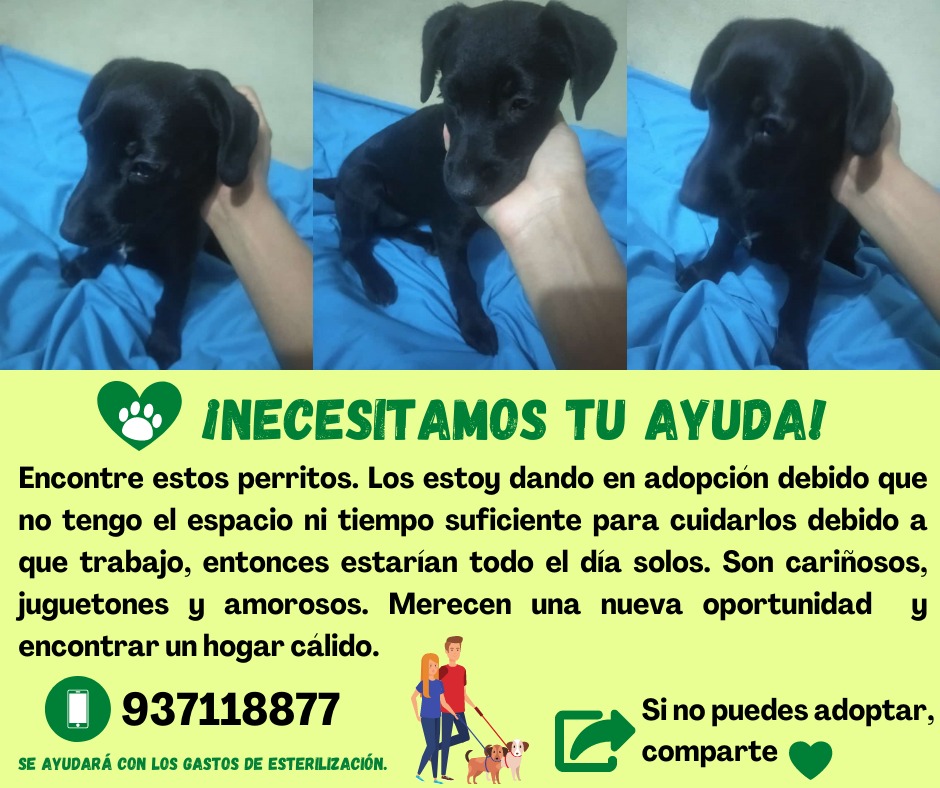 ¡NECESITAMOS TU AYUDA!
Encontre estos perritos. Los estoy dando en adopción debido que
no tengo el espacio ni tiempo suficiente para cuidarlos debido a
que trabajo, entonces estarían todo el día solos. Son cariñosos,
juguetones y amorosos. Merecen una nueva oportunidad y
encontrar un hogar cálido.
937118877
SE AYUDARÁ CON LOS GASTOS DE ESTERILIZACIÓN.
Si no puedes adoptar,
comparte